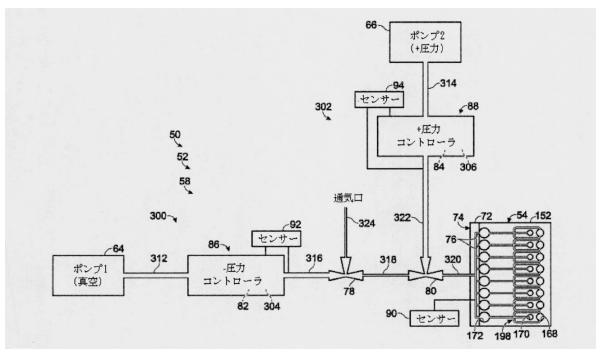 66
ポンプ2
(+圧力)
314
94
センサー
302
88
+圧力
コントローラ
84
306
50
52
58
通気口
324
322
300
92
センサー
64
ポンプ1
(真空)
312
86
-圧力
コントローラ
82
304
316
78
318
80
320
90
センサー
74
72
54
152
76
172
198
170
168